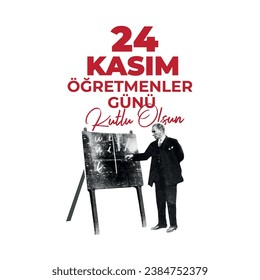 24
KASIM
ÖĞRETMENLER
GÜNÜ
Kutlu Olsun
shutterstock.com · 2384752379